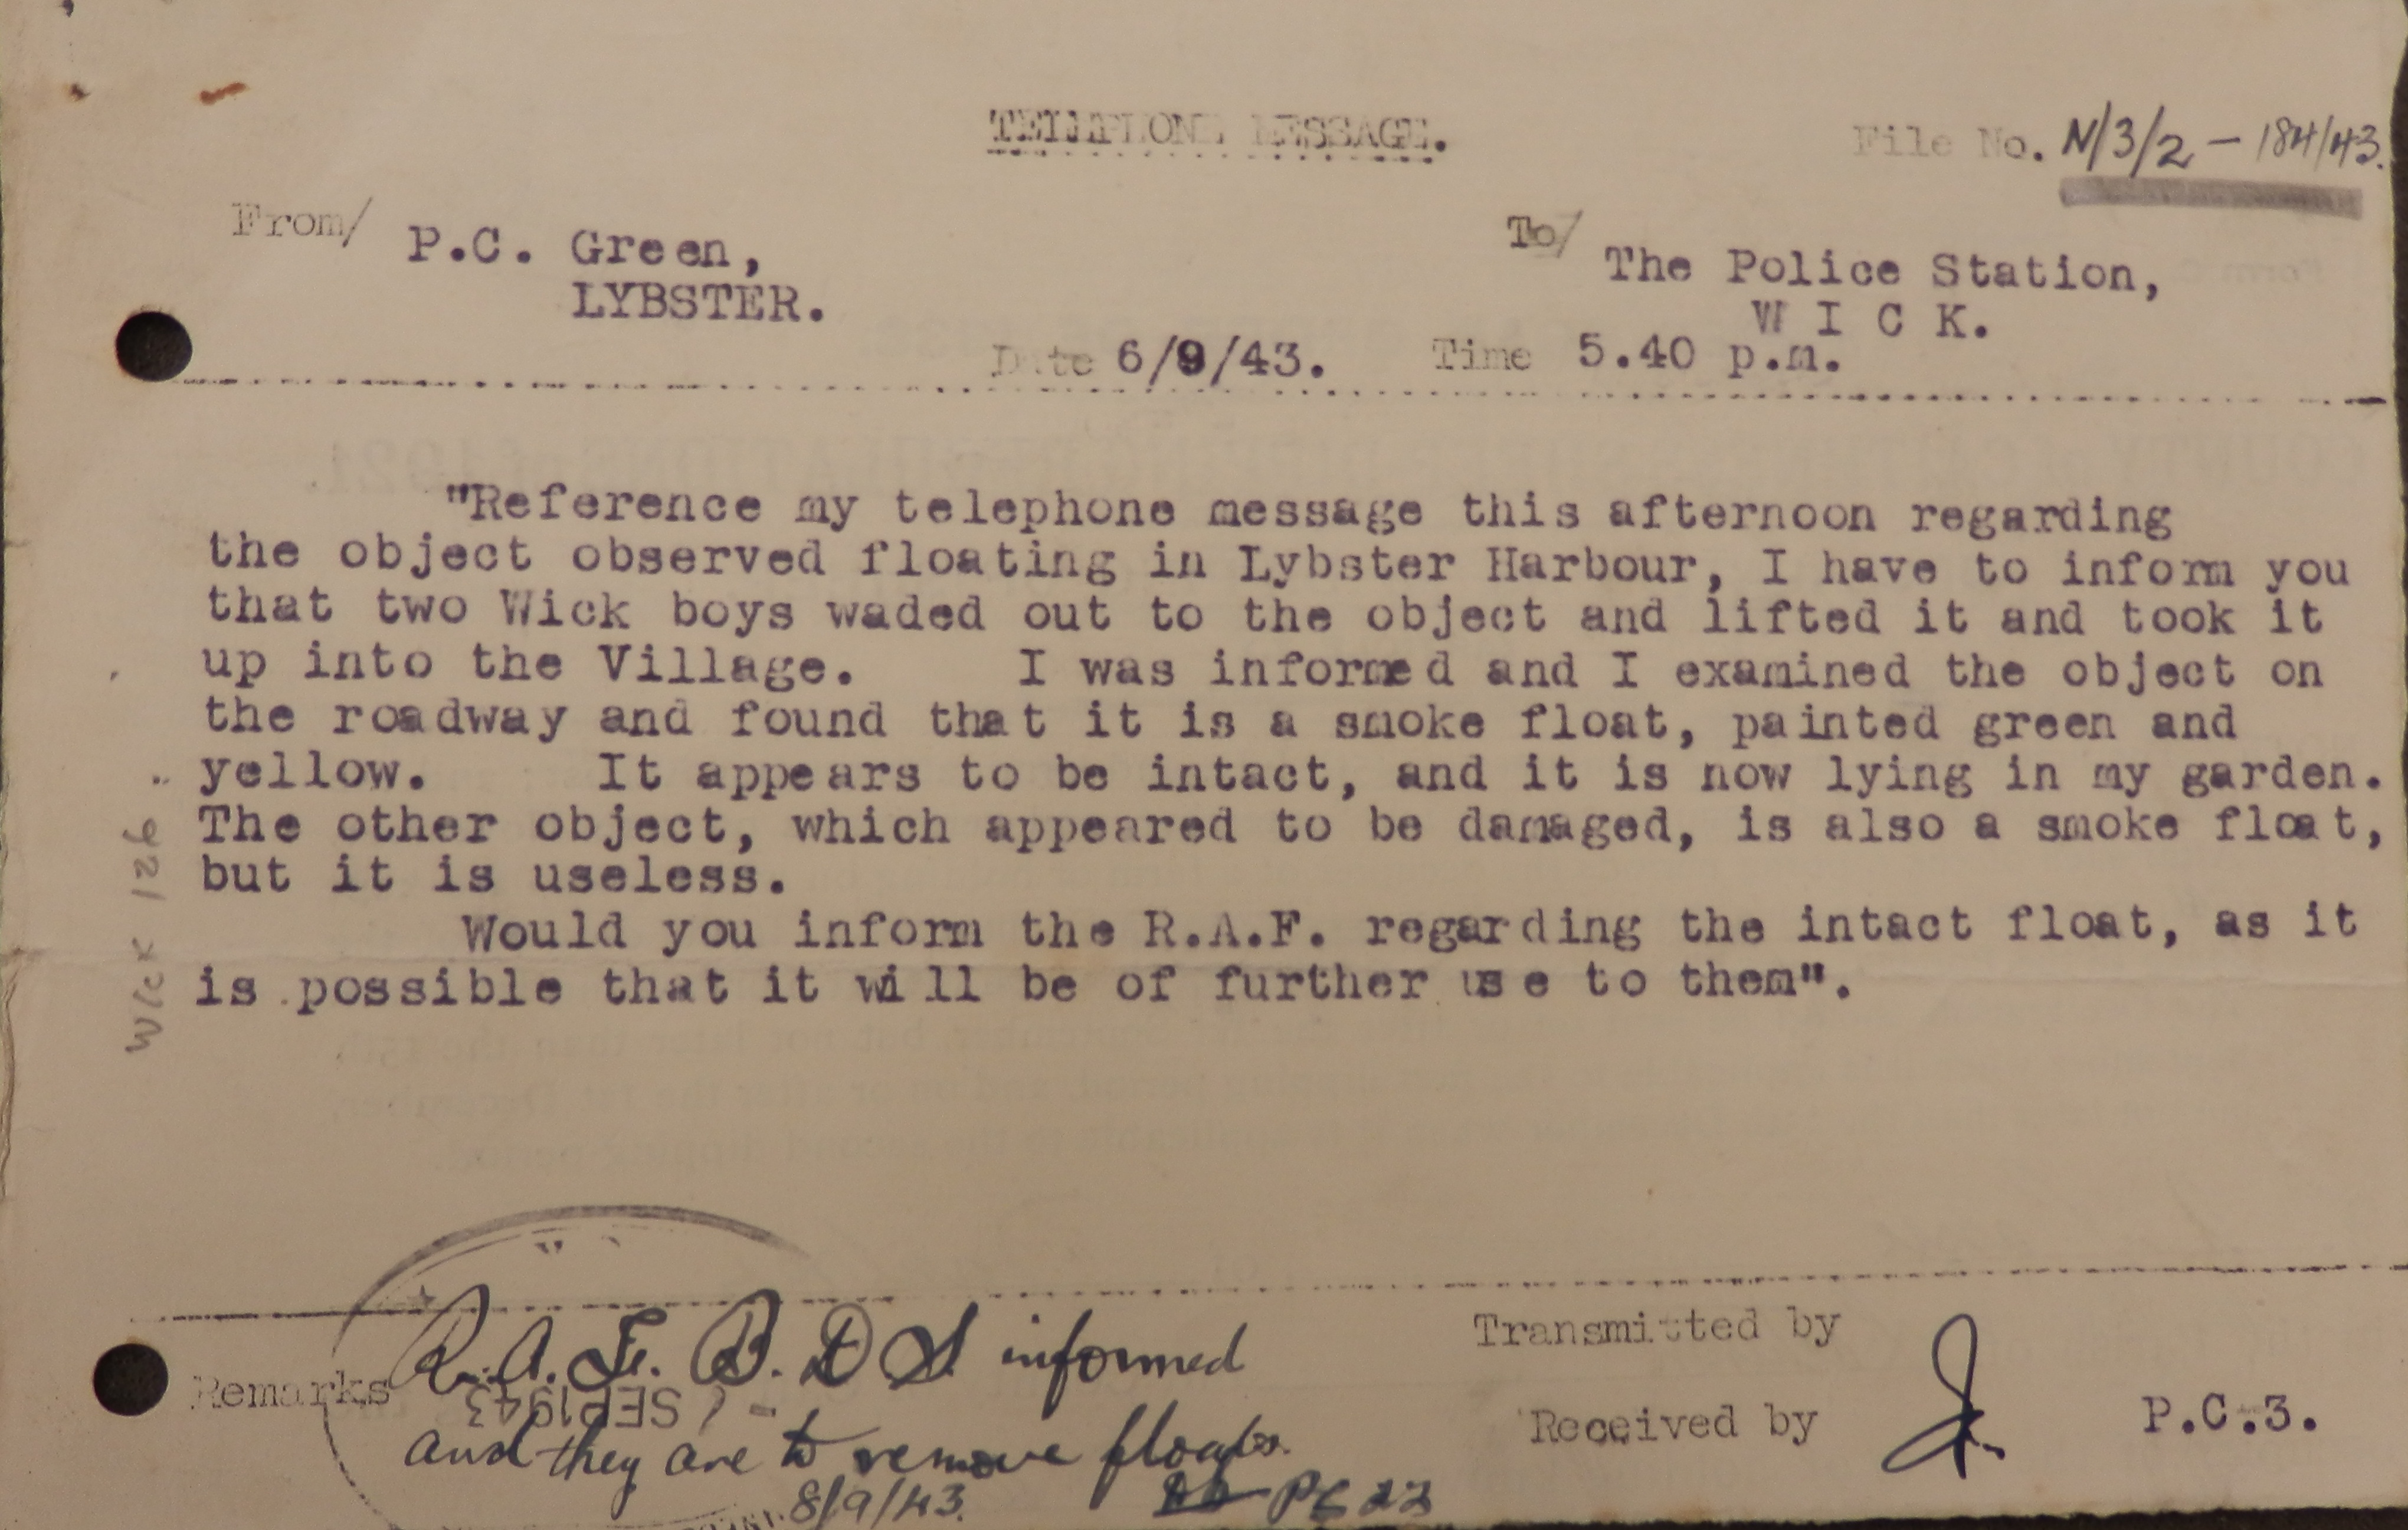 TELEPHONE MESSAGE.
File No. N/3/2 - 184/43.
From/ P.C. Green,
LYBSTER.
To/ The Police Station,
W I C K.
Date 6/9/43. Time 5.40 p.m.
"Reference my telephone message this afternoon regarding
the object observed floating in Lybster Harbour, I have to inform you
that two Wick boys waded out to the object and lifted it and took it
up into the Village. I was informed and I examined the object on
the roadway and found that it is a smoke float, painted green and
yellow. It appears to be intact, and it is now lying in my garden.
The other object, which appeared to be damaged, is also a smoke float,
but it is useless.
Would you inform the R.A.F. regarding the intact float, as it
is possible that it will be of further use to them".
Wick 126
Remarks R.A.F. B.D.S. informed
and they are to remove floats.
8/9/43. PC 22
SEP 1943
Transmitted by
Received by P.C.3.